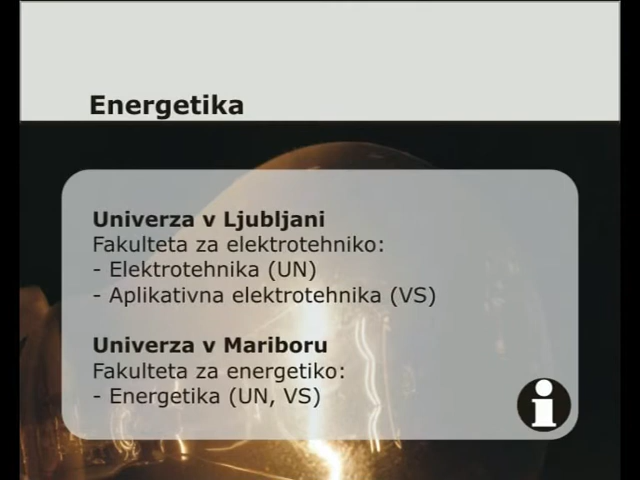 Energetika
Univerza v Ljubljani
Fakulteta za elektrotehniko:
- Elektrotehnika (UN)
- Aplikativna elektrotehnika (VS)
Univerza v Mariboru
Fakulteta za energetiko:
- Energetika (UN, VS)